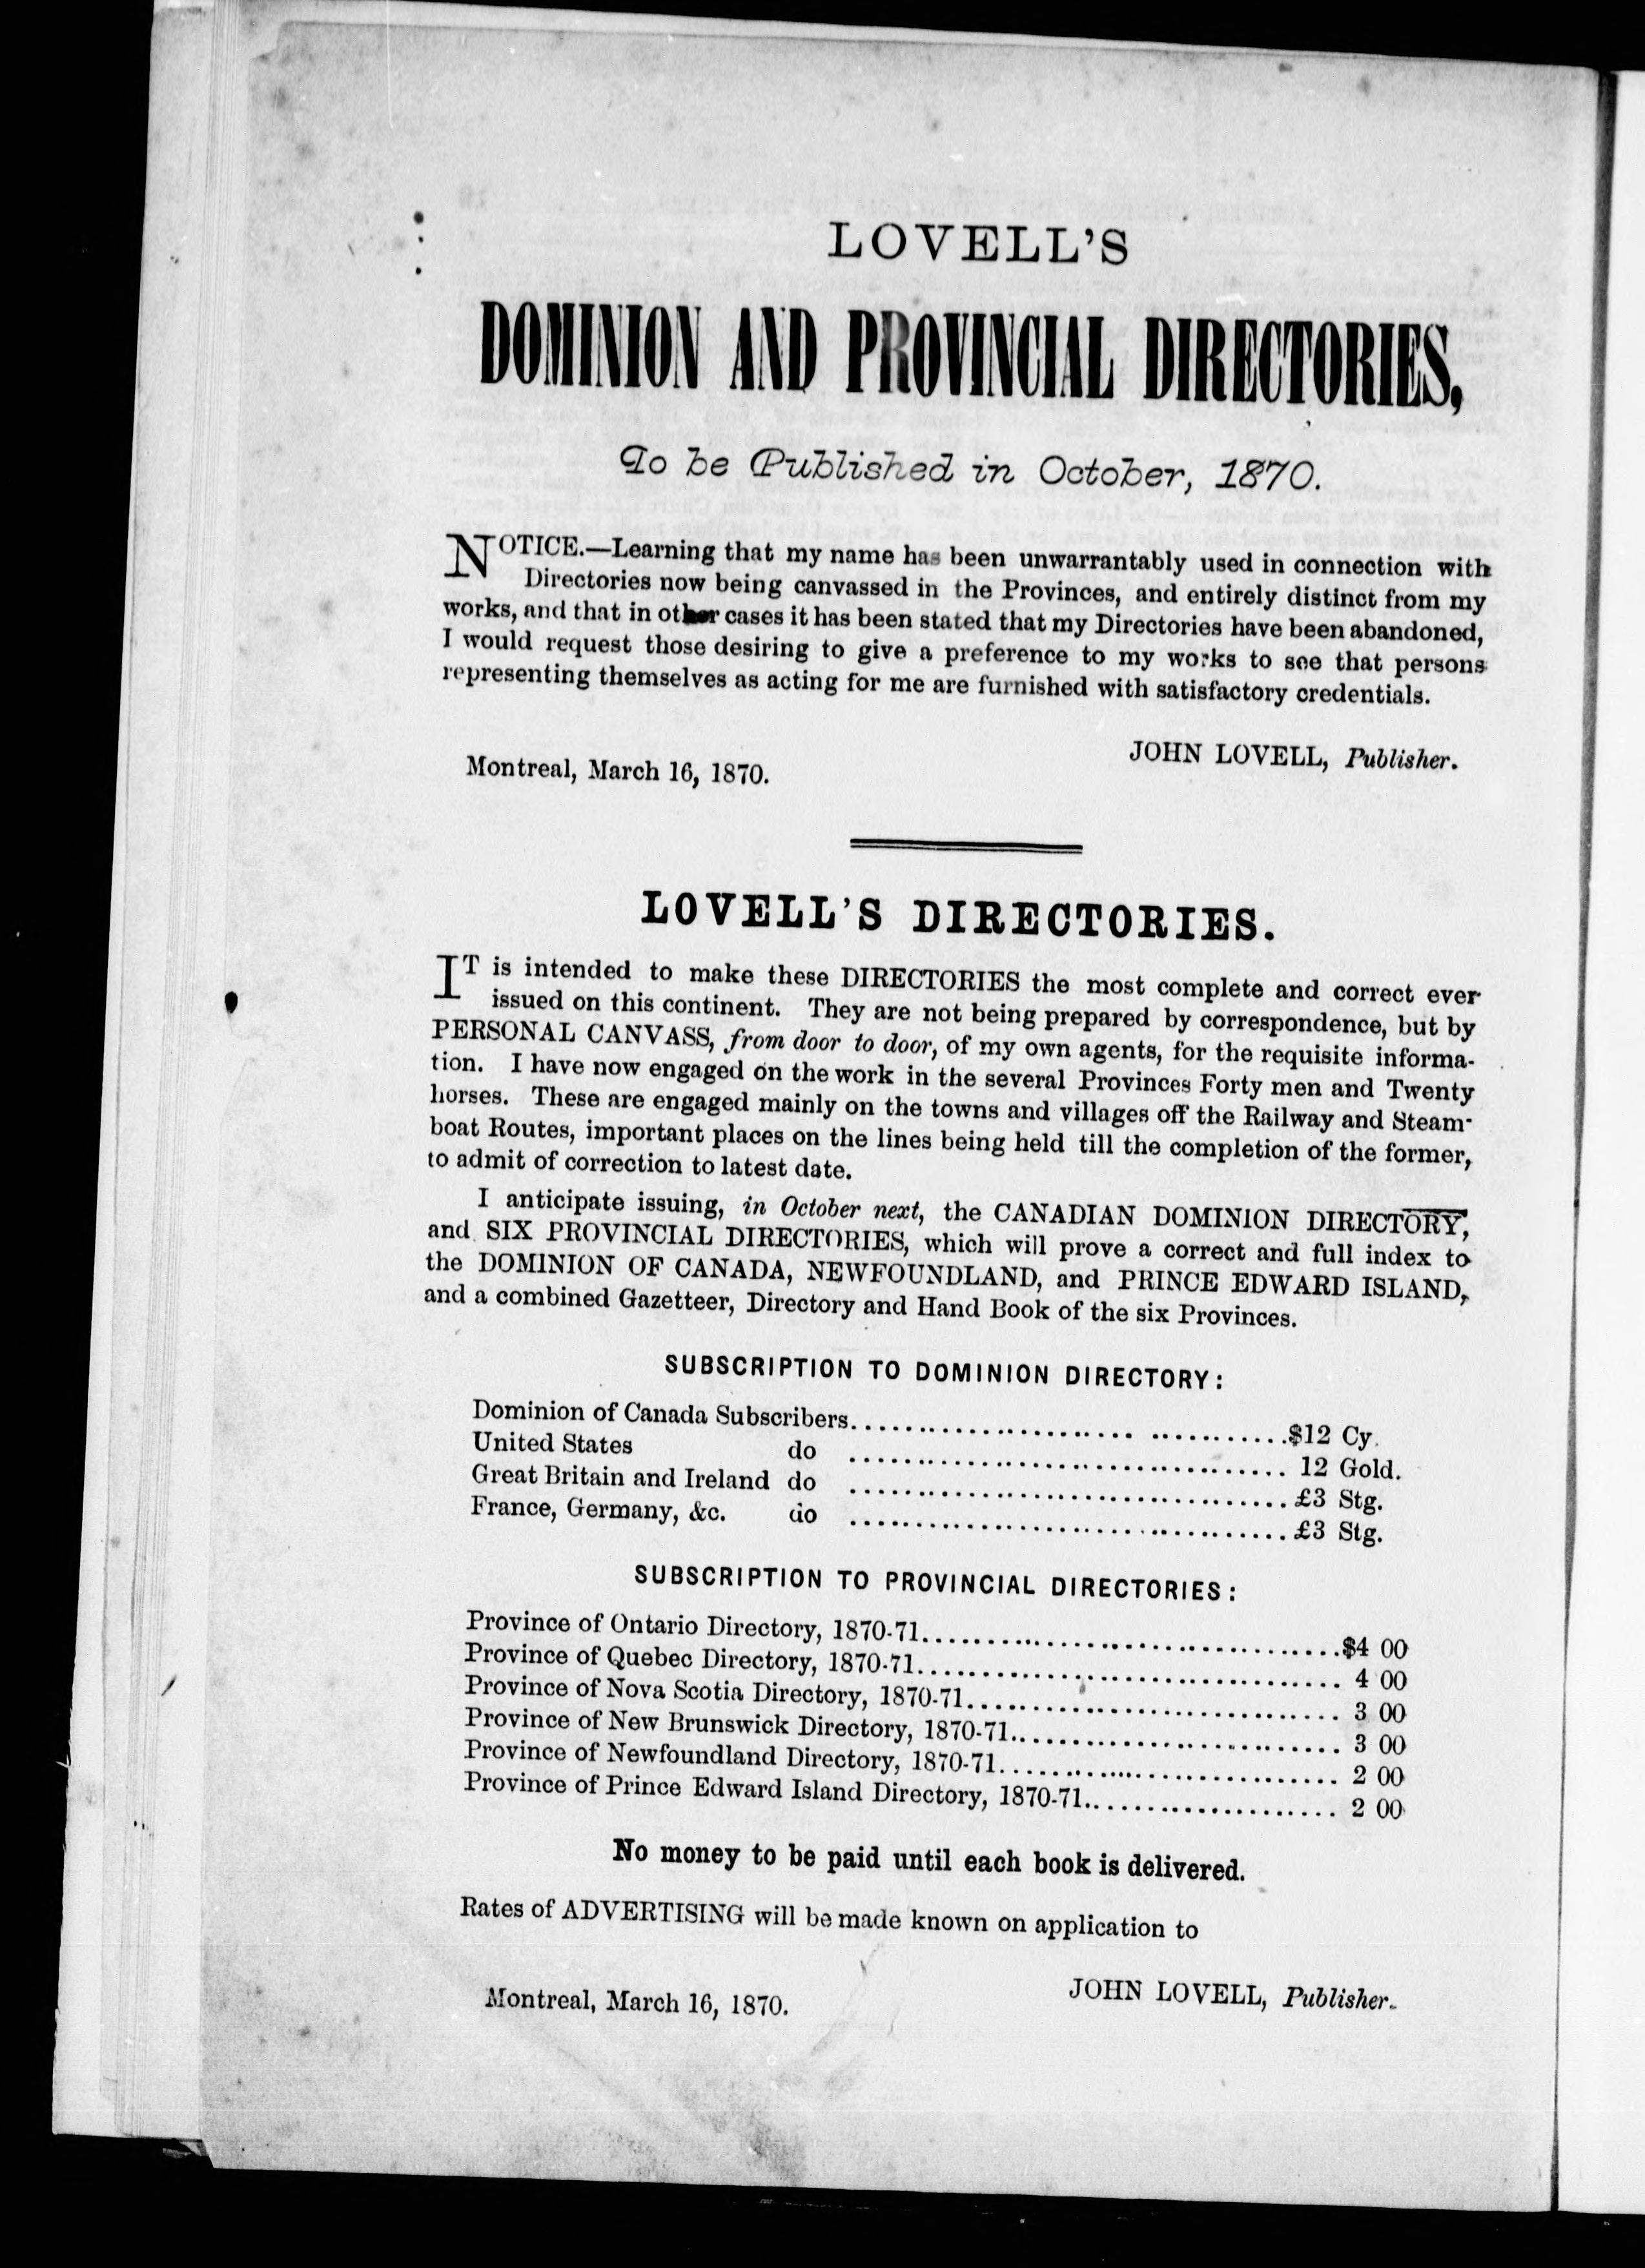 LOVELL'S
DOMINION AND PROVINCIAL DIRECTORIES,
To be Published in October, 1870.
NOTICE.—Learning that my name has been unwarrantably used in connection with
Directories now being canvassed in the Provinces, and entirely distinct from my
works, and that in other cases it has been stated that my Directories have been abandoned,
I would request those desiring to give a preference to my works to see that persons
representing themselves as acting for me are furnished with satisfactory credentials.
JOHN LOVELL, Publisher.
Montreal, March 16, 1870.
LOVELL'S DIRECTORIES.
IT is intended to make these DIRECTORIES the most complete and correct ever
issued on this continent. They are not being prepared by correspondence, but by
PERSONAL CANVASS, from door to door, of my own agents, for the requisite informa-
tion. I have now engaged on the work in the several Provinces Forty men and Twenty
horses. These are engaged mainly on the towns and villages off the Railway and Steam-
boat Routes, important places on the lines being held till the completion of the former,
to admit of correction to latest date.
I anticipate issuing, in October next, the CANADIAN DOMINION DIRECTORY,
and SIX PROVINCIAL DIRECTORIES, which will prove a correct and full index to
the DOMINION OF CANADA, NEWFOUNDLAND, and PRINCE EDWARD ISLAND,
and a combined Gazetteer, Directory and Hand Book of the six Provinces.
SUBSCRIPTION TO DOMINION DIRECTORY:
Dominion of Canada Subscribers........................................$12 Cy.
United States do ........................................ 12 Gold.
Great Britain and Ireland do ........................................ £3 Stg.
France, Germany, &c. do ........................................ £3 Stg.
SUBSCRIPTION TO PROVINCIAL DIRECTORIES:
Province of Ontario Directory, 1870-71........................................$4 00
Province of Quebec Directory, 1870-71........................................ 4 00
Province of Nova Scotia Directory, 1870-71.................................... 3 00
Province of New Brunswick Directory, 1870-71................................ 3 00
Province of Newfoundland Directory, 1870-71................................ 2 00
Province of Prince Edward Island Directory, 1870-71........................ 2 00
No money to be paid until each book is delivered.
Rates of ADVERTISING will be made known on application to
JOHN LOVELL, Publisher.
Montreal, March 16, 1870.